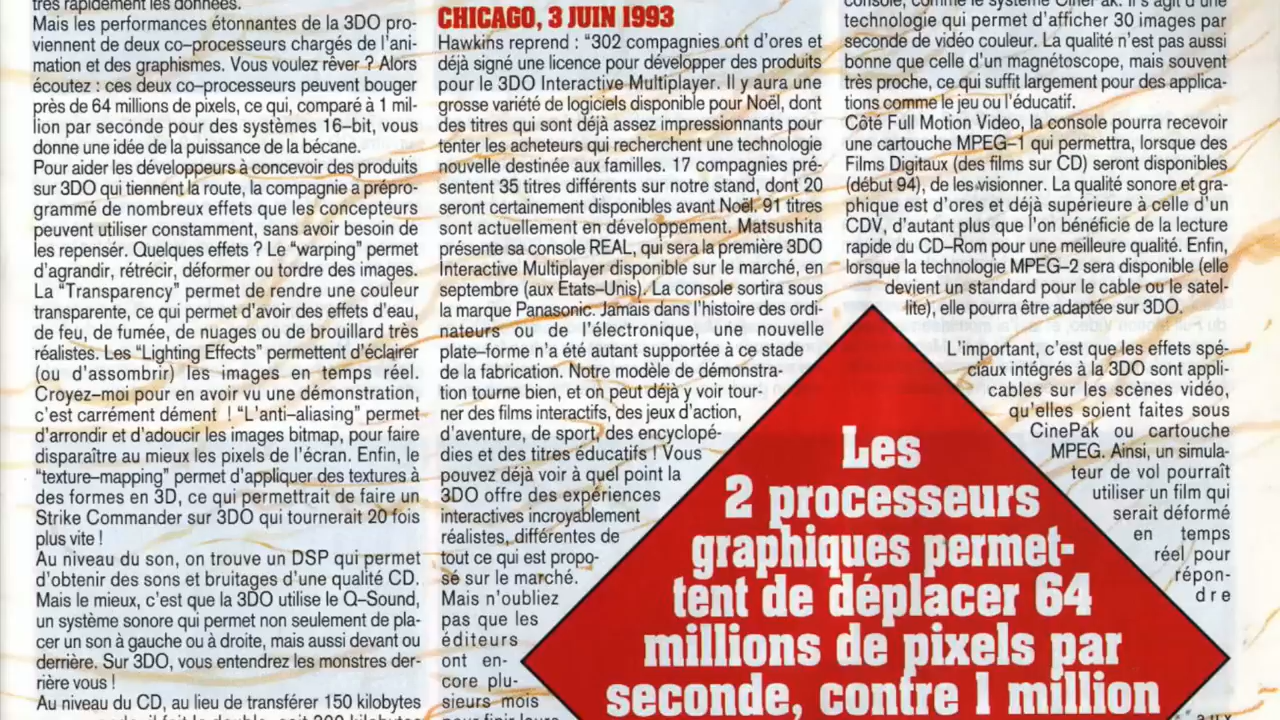 très rapidement les données.
Mais les performances étonnantes de la 3DO pro-
viennent de deux co–processeurs chargés de l'ani-
mation et des graphismes. Vous voulez rêver ? Alors
écoutez : ces deux co–processeurs peuvent bouger
près de 64 millions de pixels, ce qui, comparé à 1 mil-
lion par seconde pour des systèmes 16–bit, vous
donne une idée de la puissance de la bécane.
Pour aider les développeurs à concevoir des produits
sur 3DO qui tiennent la route, la compagnie a prépro-
grammé de nombreux effets que les concepteurs
peuvent utiliser constamment, sans avoir besoin de
les repensér. Quelques effets ? Le "warping" permet
d'agrandir, rétrécir, déformer ou tordre des images.
La "Transparency" permet de rendre une couleur
transparente, ce qui permet d'avoir des effets d'eau,
de feu, de fumée, de nuages ou de brouillard très
réalistes. Les "Lighting Effects" permettent d'éclairer
(ou d'assombrir) les images en temps réel.
Croyez–moi pour en avoir vu une démonstration,
c'est carrément dément ! "L'anti–aliasing" permet
d'arrondir et d'adoucir les images bitmap, pour faire
disparaître au mieux les pixels de l'écran. Enfin, le
"texture–mapping" permet d'appliquer des textures à
des formes en 3D, ce qui permettrait de faire un
Strike Commander sur 3DO qui tournerait 20 fois
plus vite !
Au niveau du son, on trouve un DSP qui permet
d'obtenir des sons et bruitages d'une qualité CD.
Mais le mieux, c'est que la 3DO utilise le Q–Sound,
un système sonore qui permet non seulement de pla-
cer un son à gauche ou à droite, mais aussi devant ou
derrière. Sur 3DO, vous entendrez les monstres der-
rière vous !
Au niveau du CD, au lieu de transférer 150 kilobytes
CHICAGO, 3 JUIN 1993
Hawkins reprend : "302 compagnies ont d'ores et
déjà signé une licence pour développer des produits
pour le 3DO Interactive Multiplayer. Il y aura une
grosse variété de logiciels disponible pour Noël, dont
des titres qui sont déjà assez impressionnants pour
tenter les acheteurs qui recherchent une technologie
nouvelle destinée aux familles. 17 compagnies pré-
sentent 35 titres différents sur notre stand, dont 20
seront certainement disponibles avant Noël. 91 titres
sont actuellement en développement. Matsushita
présente sa console REAL, qui sera la première 3DO
Interactive Multiplayer disponible sur le marché, en
septembre (aux Etats–Unis). La console sortira sous
la marque Panasonic. Jamais dans l'histoire des ordi-
nateurs ou de l'électronique, une nouvelle
plate–forme n'a été autant supportée à ce stade
de la fabrication. Notre modèle de démonstra-
tion tourne bien, et on peut déjà y voir tour-
ner des films interactifs, des jeux d'action,
d'aventure, de sport, des encyclopé-
dies et des titres éducatifs ! Vous
pouvez déjà voir à quel point la
3DO offre des expériences
interactives incroyablement
réalistes, différentes de
tout ce qui est propo-
sé sur le marché.
Mais n'oubliez
pas que les
éditeurs
ont en-
core plu-
sieurs mois
pour finir leurs
console, comme le système CinePak. Il s'agit d'une
technologie qui permet d'afficher 30 images par
seconde de vidéo couleur. La qualité n'est pas aussi
bonne que celle d'un magnétoscope, mais souvent
très proche, ce qui suffit largement pour des applica-
tions comme le jeu ou l'éducatif.
Côté Full Motion Video, la console pourra recevoir
une cartouche MPEG–1 qui permettra, lorsque des
Films Digitaux (des films sur CD) seront disponibles
(début 94), de les visionner. La qualité sonore et gra-
phique est d'ores et déjà supérieure à celle d'un
CDV, d'autant plus que l'on bénéficie de la lecture
rapide du CD–Rom pour une meilleure qualité. Enfin,
lorsque la technologie MPEG–2 sera disponible (elle
devient un standard pour le cable ou le satel-
lite), elle pourra être adaptée sur 3DO.
L'important, c'est que les effets spé-
ciaux intégrés à la 3DO sont appli-
cables sur les scènes vidéo,
qu'elles soient faites sous
CinePak ou cartouche
MPEG. Ainsi, un simula-
teur de vol pourraît
utiliser un film qui
serait déformé
en temps
réel pour
répon-
dre
Les
2 processeurs
graphiques permet-
tent de déplacer 64
millions de pixels par
seconde, contre 1 million